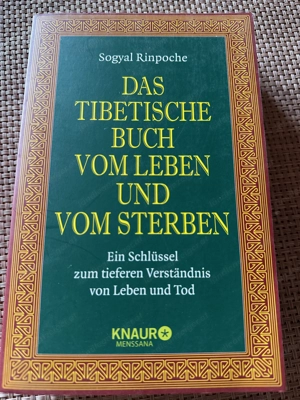 Sogyal Rinpoche
DAS
TIBETISCHE
BUCH
VOM LEBEN
UND
VOM STERBEN
Ein Schlüssel
zum tieferen Verständnis
von Leben und Tod
KNAUR
MENSSANA